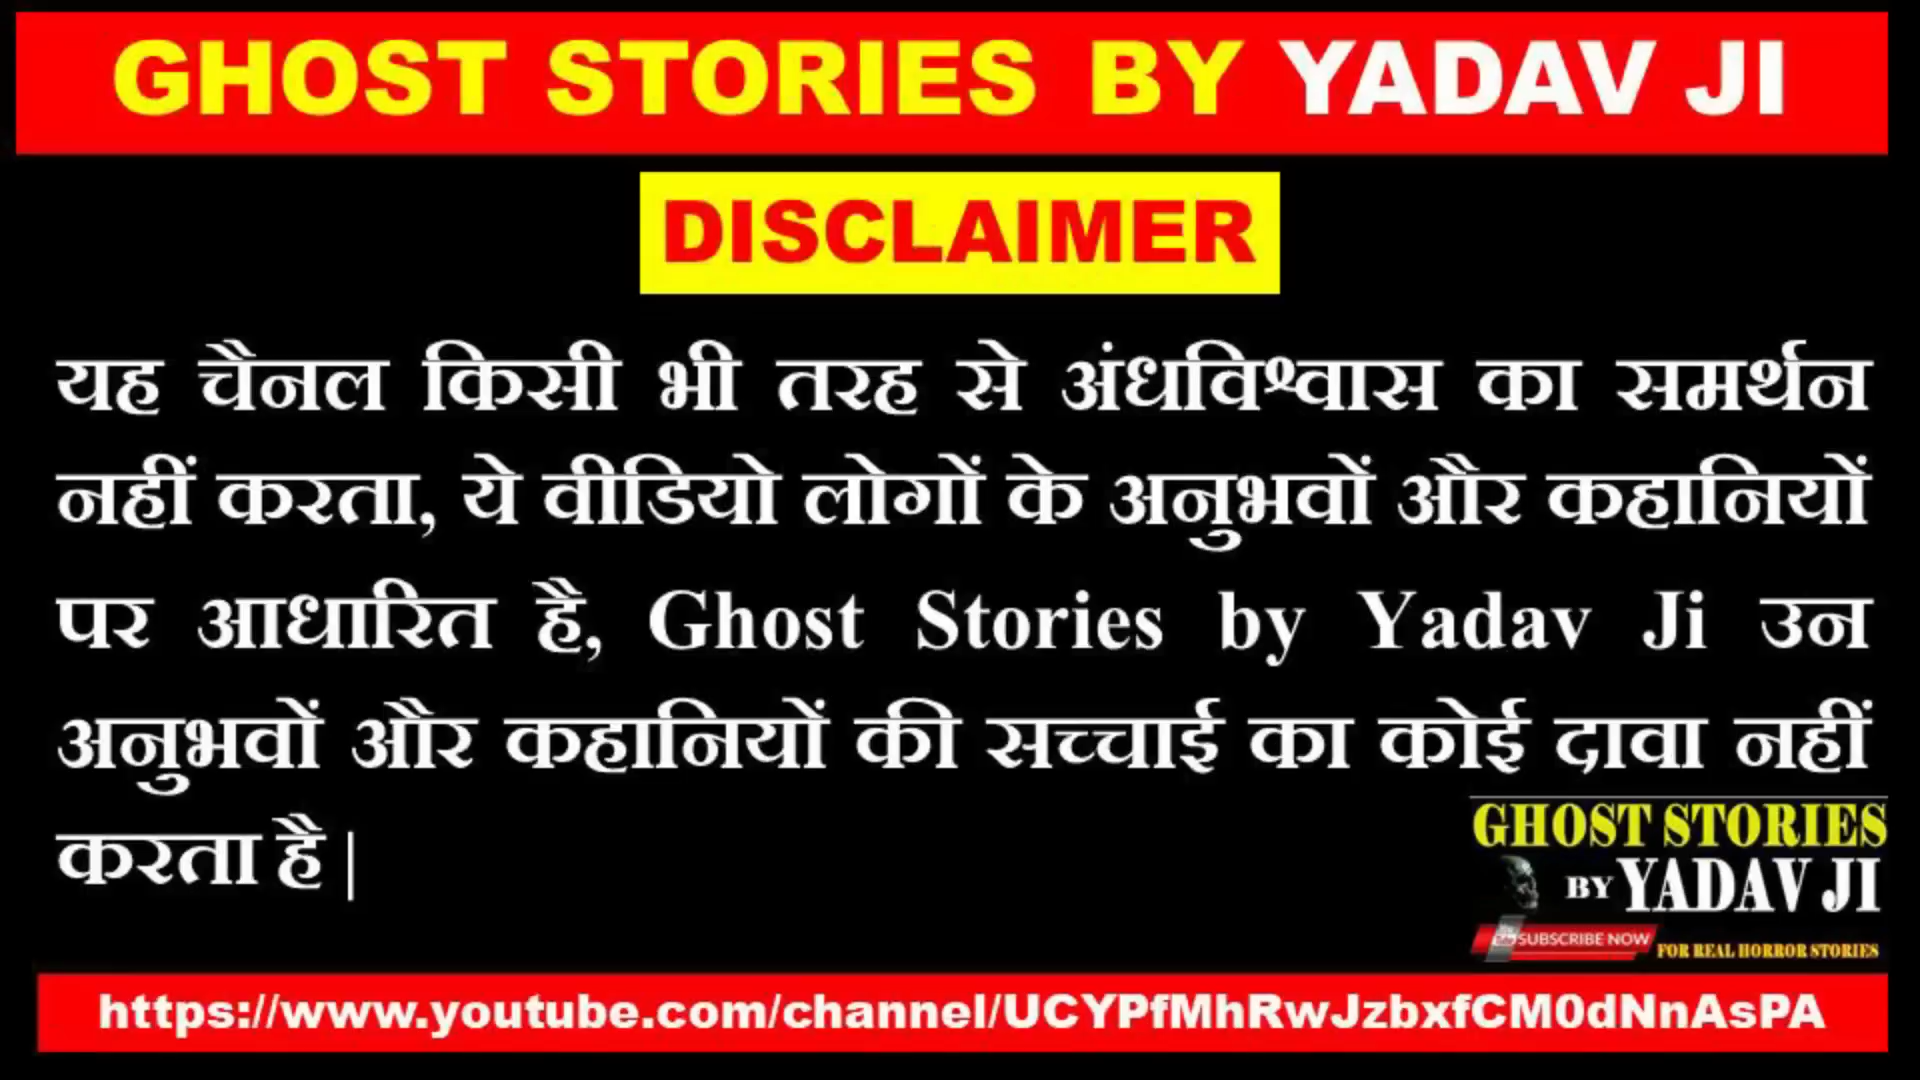 GHOST STORIES BY YADAV JI
DISCLAIMER
यह चैनल किसी भी तरह से अंधविश्वास का समर्थन
नहीं करता, ये वीडियो लोगों के अनुभवों और कहानियों
पर आधारित है, Ghost Stories by Yadav Ji उन
अनुभवों और कहानियों की सच्चाई का कोई दावा नहीं
करता है |
GHOST STORIES
BY YADAV JI
SUBSCRIBE NOW
FOR REAL HORROR STORIES
https://www.youtube.com/channel/UCYPfMhRwJzbxfCM0dNnAsPA